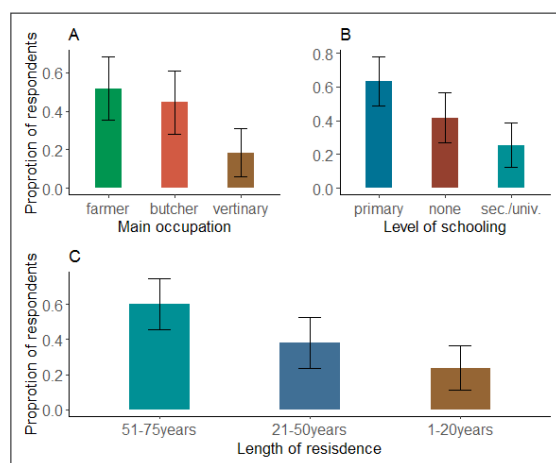 A
Proprotion of respondents
0.6
0.4
0.2
0.0
farmer butcher vertinary
Main occupation
B
0.8
0.6
0.4
0.2
0.0
primary none sec./univ.
Level of schooling
C
Proprotion of respondents
0.6
0.4
0.2
0.0
51-75years 21-50years 1-20years
Length of resisdence